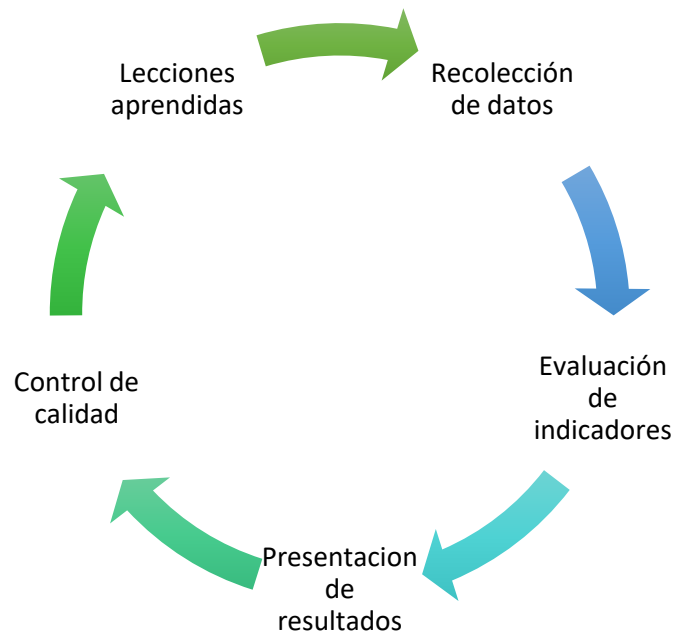 Lecciones
aprendidas
Recolección
de datos
Evaluación
de
indicadores
Presentacion
de
resultados
Control de
calidad